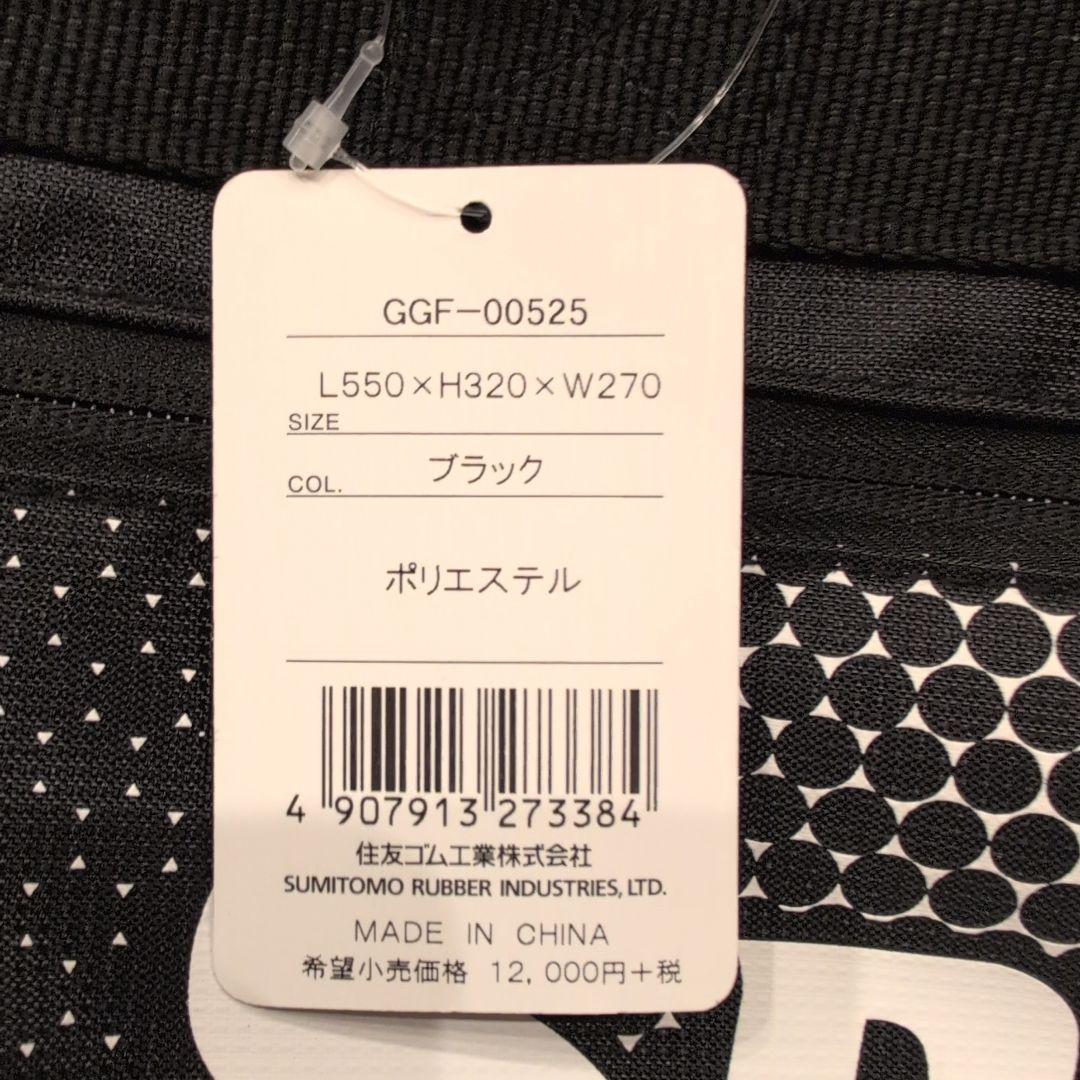 GGF-00525
L550×H320×W270
SIZE
COL. ブラック
ポリエステル
4 907913 273384
住友ゴム工業株式会社
SUMITOMO RUBBER INDUSTRIES, LTD.
MADE IN CHINA
希望小売価格 12,000円+税